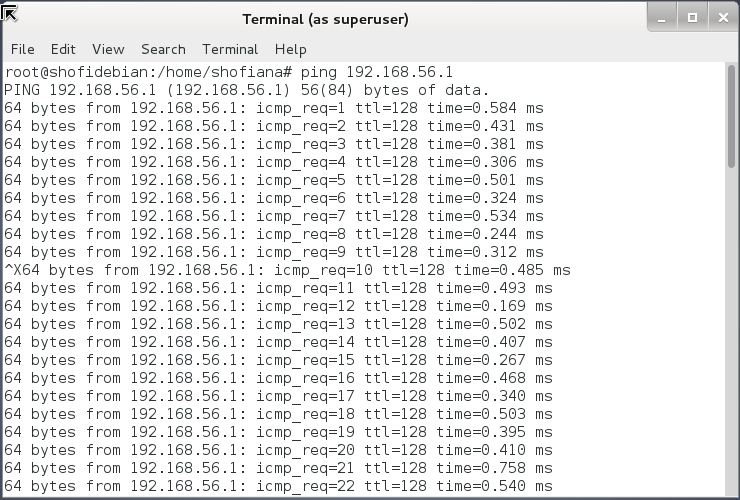 Terminal (as superuser)
File Edit View Search Terminal Help
root@shofidebian:/home/shofiana# ping 192.168.56.1
PING 192.168.56.1 (192.168.56.1) 56(84) bytes of data.
64 bytes from 192.168.56.1: icmp_req=1 ttl=128 time=0.584 ms
64 bytes from 192.168.56.1: icmp_req=2 ttl=128 time=0.431 ms
64 bytes from 192.168.56.1: icmp_req=3 ttl=128 time=0.381 ms
64 bytes from 192.168.56.1: icmp_req=4 ttl=128 time=0.306 ms
64 bytes from 192.168.56.1: icmp_req=5 ttl=128 time=0.501 ms
64 bytes from 192.168.56.1: icmp_req=6 ttl=128 time=0.324 ms
64 bytes from 192.168.56.1: icmp_req=7 ttl=128 time=0.534 ms
64 bytes from 192.168.56.1: icmp_req=8 ttl=128 time=0.244 ms
64 bytes from 192.168.56.1: icmp_req=9 ttl=128 time=0.312 ms
^X64 bytes from 192.168.56.1: icmp_req=10 ttl=128 time=0.485 ms
64 bytes from 192.168.56.1: icmp_req=11 ttl=128 time=0.493 ms
64 bytes from 192.168.56.1: icmp_req=12 ttl=128 time=0.169 ms
64 bytes from 192.168.56.1: icmp_req=13 ttl=128 time=0.502 ms
64 bytes from 192.168.56.1: icmp_req=14 ttl=128 time=0.407 ms
64 bytes from 192.168.56.1: icmp_req=15 ttl=128 time=0.267 ms
64 bytes from 192.168.56.1: icmp_req=16 ttl=128 time=0.468 ms
64 bytes from 192.168.56.1: icmp_req=17 ttl=128 time=0.340 ms
64 bytes from 192.168.56.1: icmp_req=18 ttl=128 time=0.503 ms
64 bytes from 192.168.56.1: icmp_req=19 ttl=128 time=0.395 ms
64 bytes from 192.168.56.1: icmp_req=20 ttl=128 time=0.410 ms
64 bytes from 192.168.56.1: icmp_req=21 ttl=128 time=0.758 ms
64 bytes from 192.168.56.1: icmp_req=22 ttl=128 time=0.540 ms